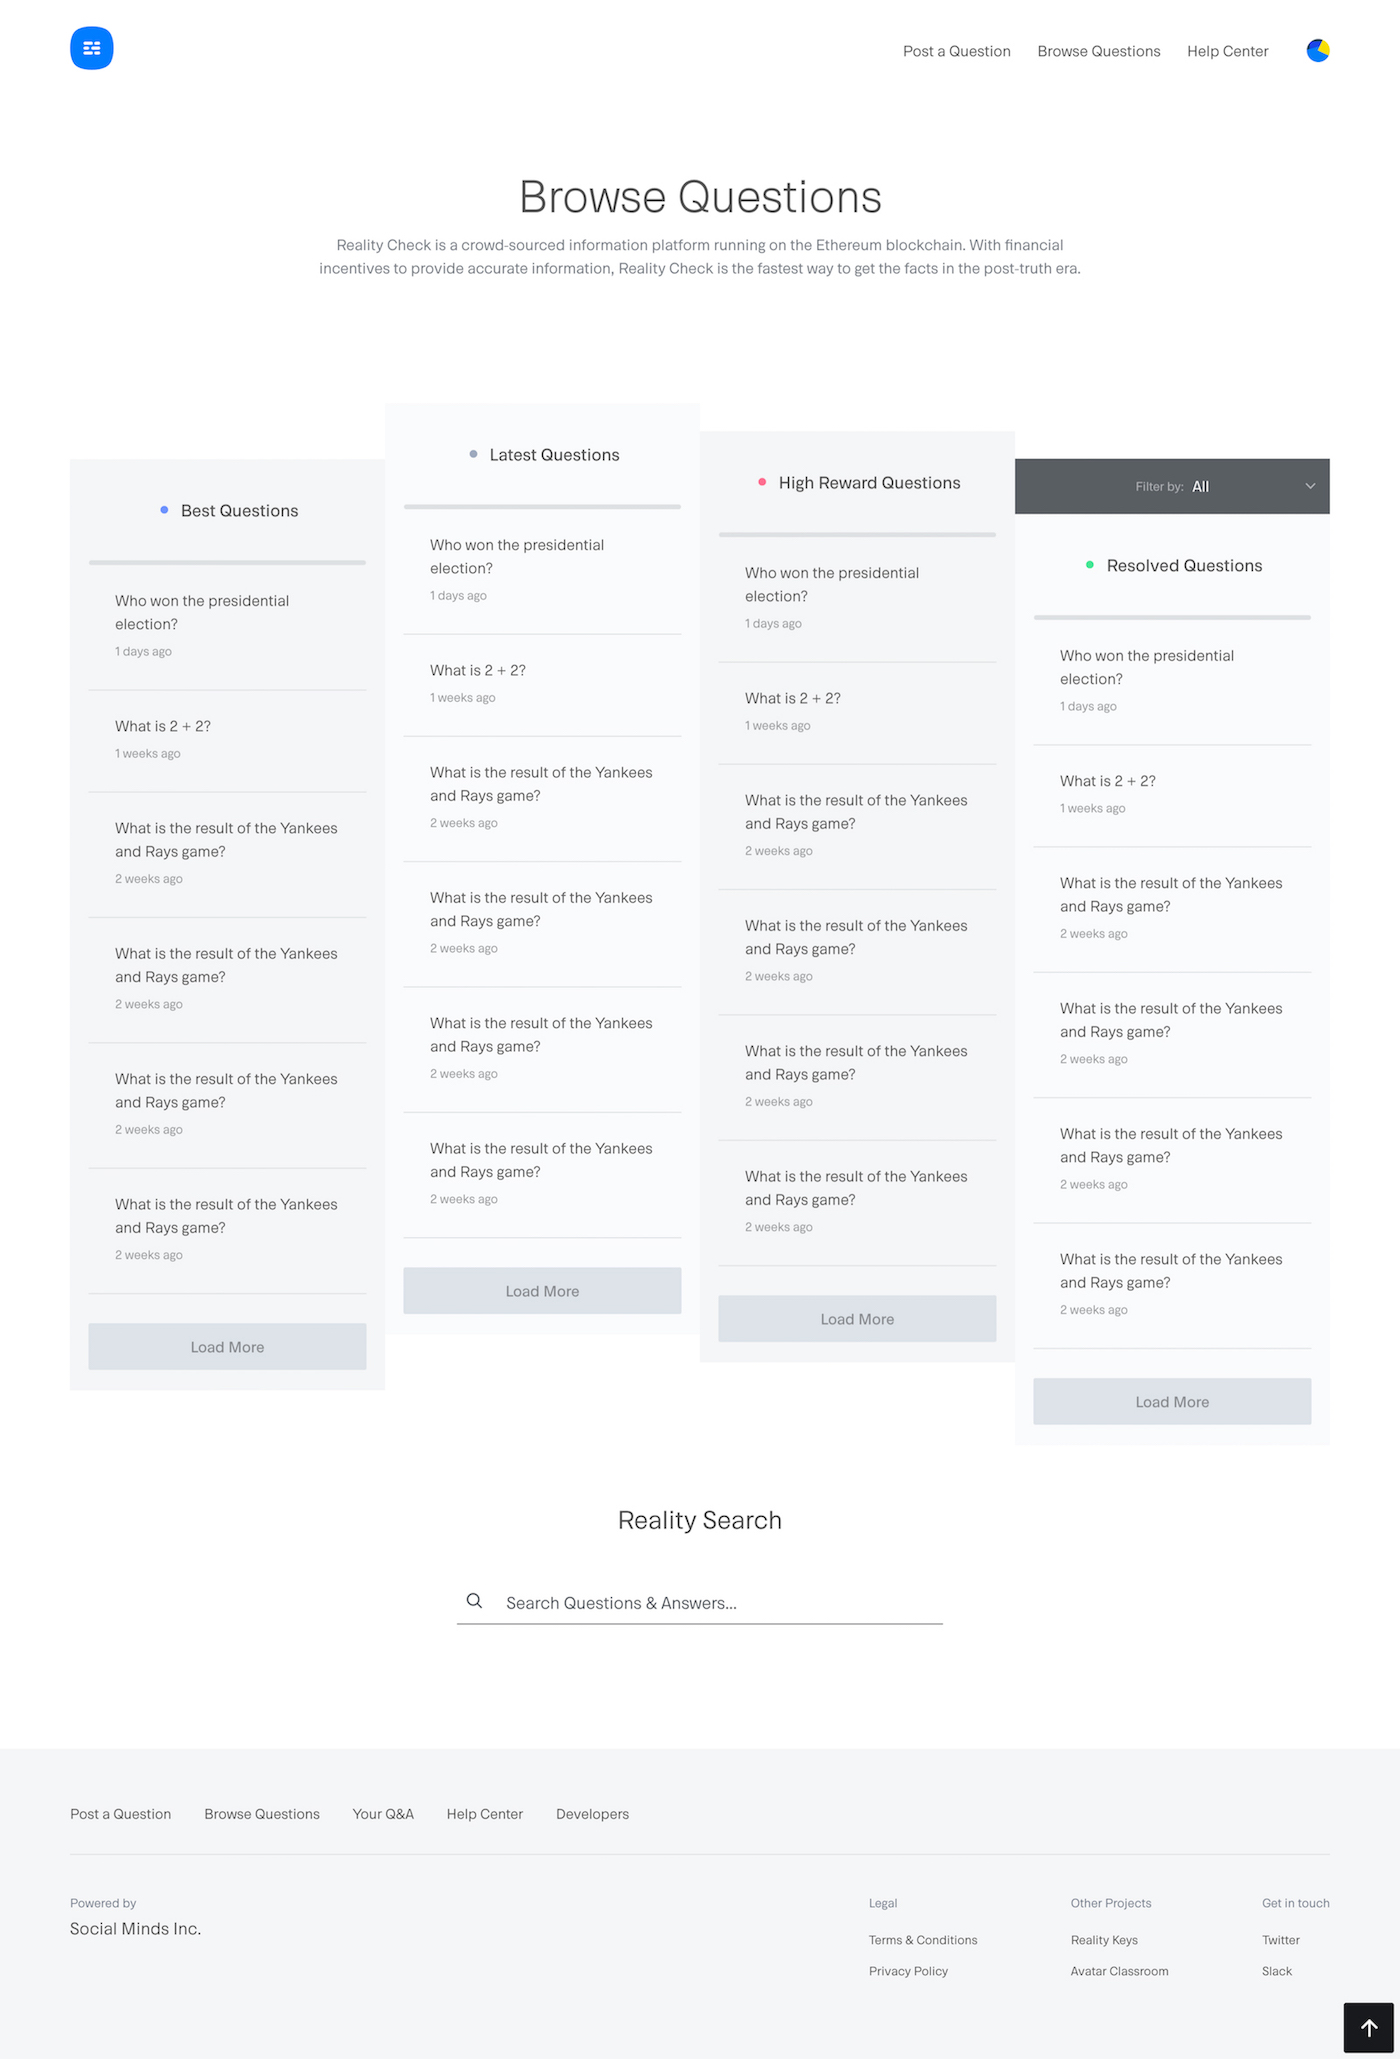 Post a Question
Browse Questions
Help Center
Browse Questions
Reality Check is a crowd-sourced information platform running on the Ethereum blockchain. With financial
incentives to provide accurate information, Reality Check is the fastest way to get the facts in the post-truth era.
Best Questions
Who won the presidential
election?
1 days ago
What is 2 + 2?
1 weeks ago
What is the result of the Yankees
and Rays game?
2 weeks ago
What is the result of the Yankees
and Rays game?
2 weeks ago
What is the result of the Yankees
and Rays game?
2 weeks ago
What is the result of the Yankees
and Rays game?
2 weeks ago
Load More
Latest Questions
Who won the presidential
election?
1 days ago
What is 2 + 2?
1 weeks ago
What is the result of the Yankees
and Rays game?
2 weeks ago
What is the result of the Yankees
and Rays game?
2 weeks ago
What is the result of the Yankees
and Rays game?
2 weeks ago
What is the result of the Yankees
and Rays game?
2 weeks ago
Load More
High Reward Questions
Who won the presidential
election?
1 days ago
What is 2 + 2?
1 weeks ago
What is the result of the Yankees
and Rays game?
2 weeks ago
What is the result of the Yankees
and Rays game?
2 weeks ago
What is the result of the Yankees
and Rays game?
2 weeks ago
What is the result of the Yankees
and Rays game?
2 weeks ago
Load More
Filter by: All
Resolved Questions
Who won the presidential
election?
1 days ago
What is 2 + 2?
1 weeks ago
What is the result of the Yankees
and Rays game?
2 weeks ago
What is the result of the Yankees
and Rays game?
2 weeks ago
What is the result of the Yankees
and Rays game?
2 weeks ago
What is the result of the Yankees
and Rays game?
2 weeks ago
Load More
Reality Search
Search Questions & Answers...
Post a Question
Browse Questions
Your Q&A
Help Center
Developers
Powered by
Social Minds Inc.
Legal
Terms & Conditions
Privacy Policy
Other Projects
Reality Keys
Avatar Classroom
Get in touch
Twitter
Slack